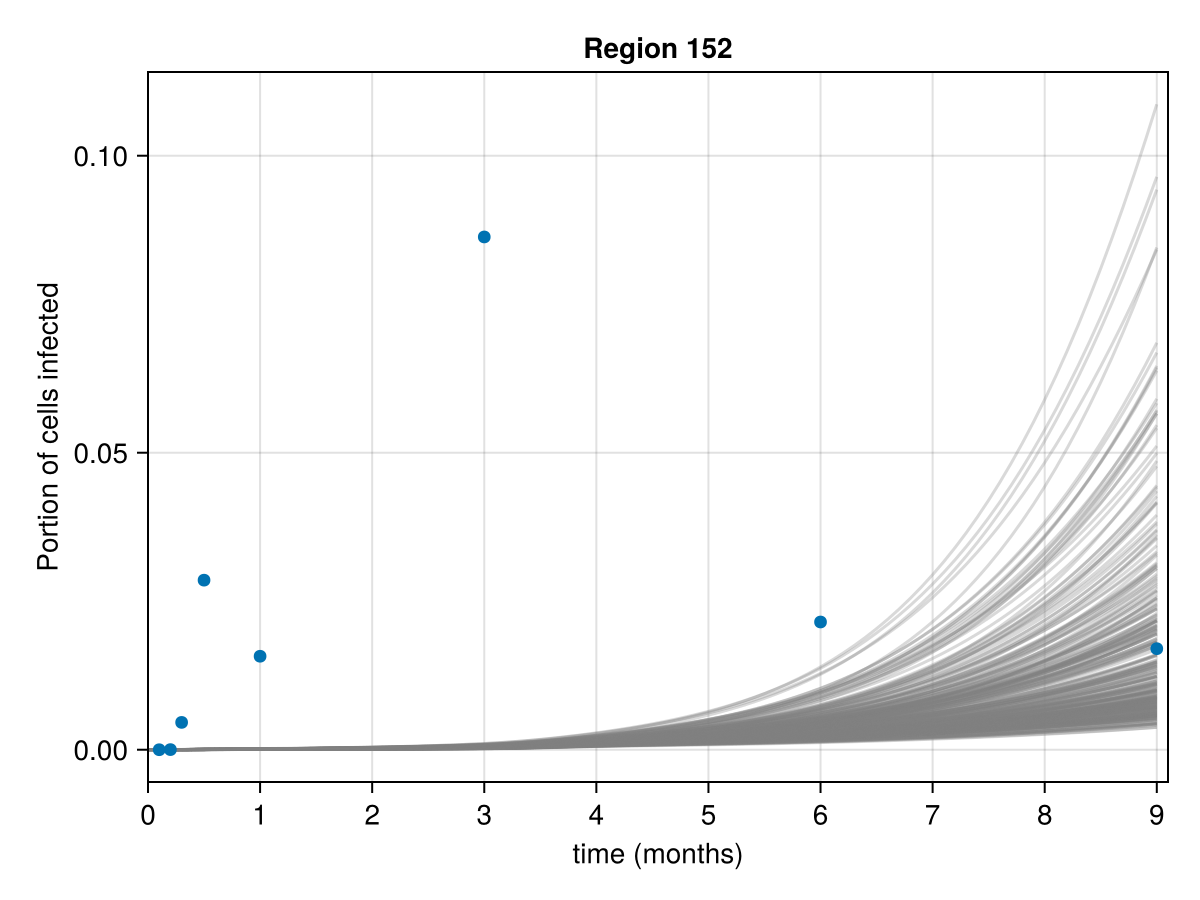 Region 152
0.10
0.05
0.00
Portion of cells infected
0 1 2 3 4 5 6 7 8 9
time (months)